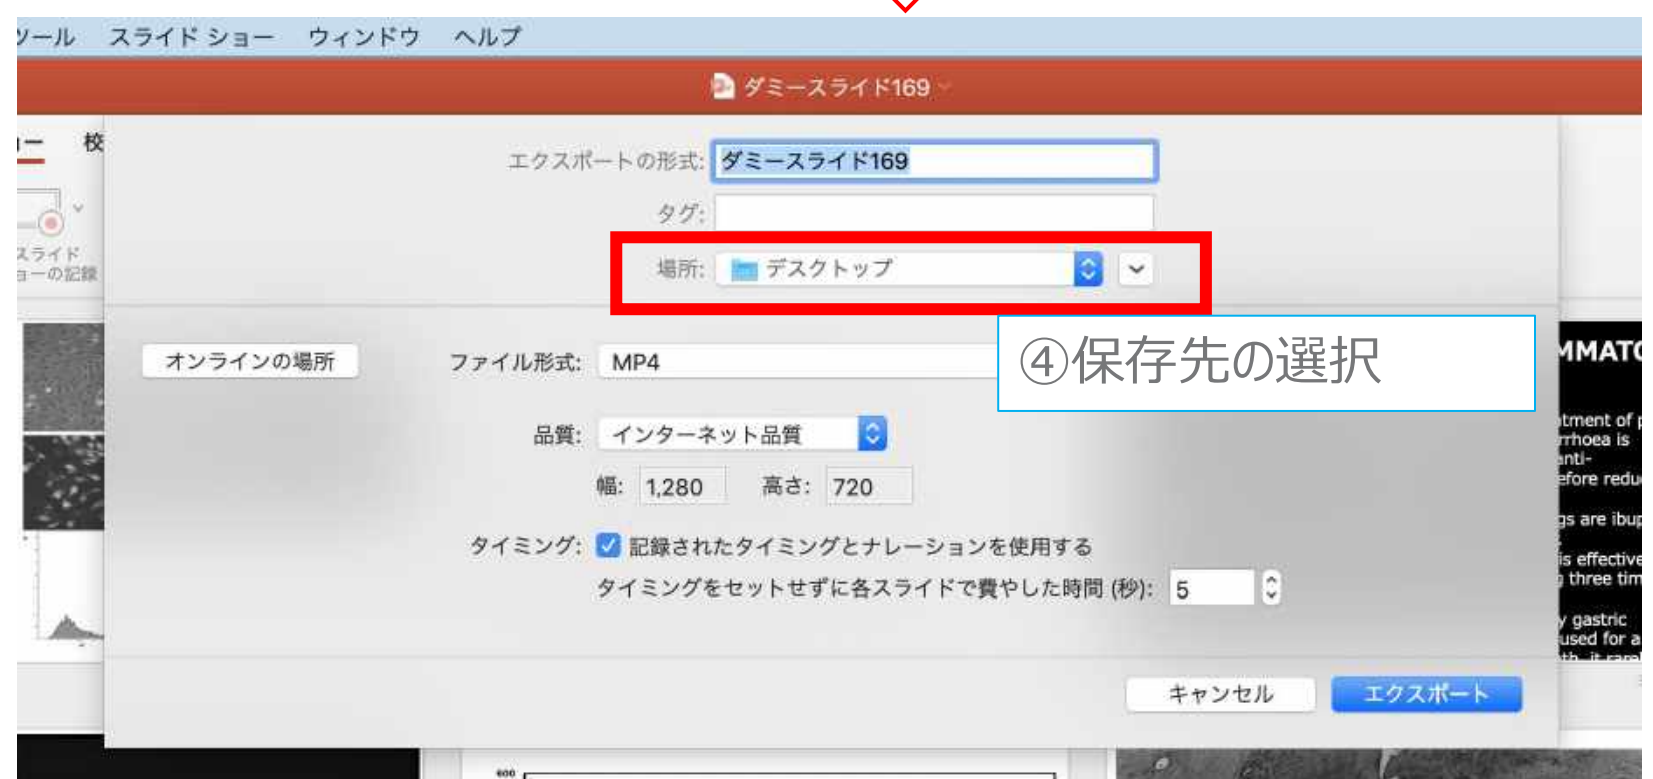 ツール スライド ショー ウィンドウ ヘルプ
ダミースライド169
校
エクスポートの形式: ダミースライド169
タグ:
スライド
ョーの記録
場所: デスクトップ
④保存先の選択
オンラインの場所 ファイル形式: MP4
MMATO
品質: インターネット品質
幅: 1,280 高さ: 720
タイミング: 記録されたタイミングとナレーションを使用する
タイミングをセットせずに各スライドで費やした時間 (秒): 5
tment of p
rrhoea is
anti-
efore redu
gs are ibup
is effective
three tim
y gastric
used for a
キャンセル エクスポート
600